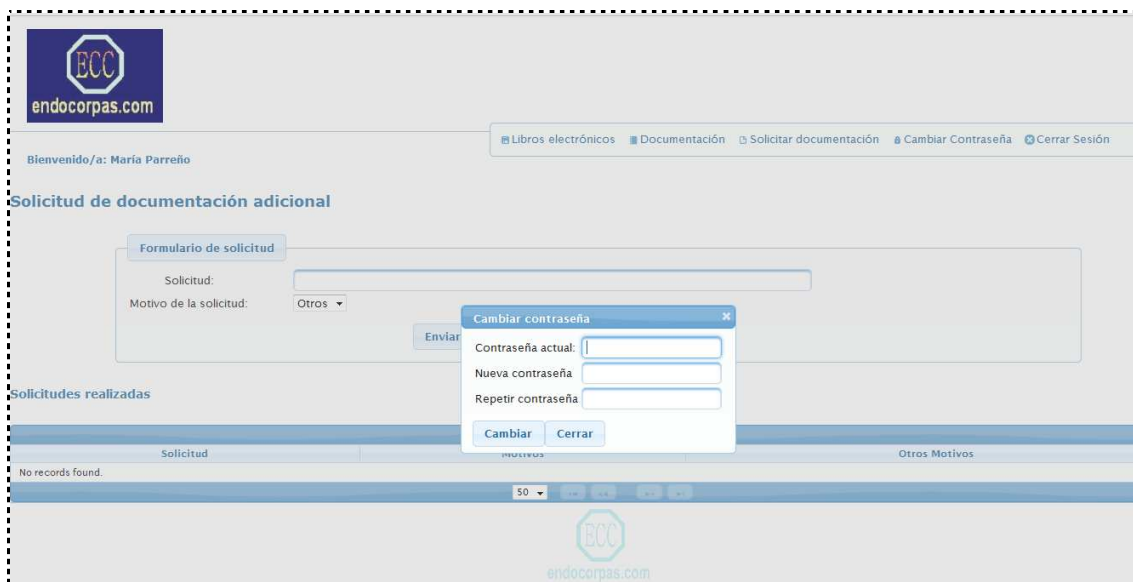 ECC
endocorpas.com
Libros electrónicos Documentación Solicitar documentación Cambiar Contraseña Cerrar Sesión
Bienvenido/a: María Parreño
Solicitud de documentación adicional
Formulario de solicitud
Solicitud:
Motivo de la solicitud: Otros
Enviar
Cambiar contraseña
Contraseña actual:
Nueva contraseña
Repetir contraseña
Cambiar Cerrar
Solicitudes realizadas
Solicitud Motivos Otros Motivos
No records found.
50
ECC
endocorpas.com